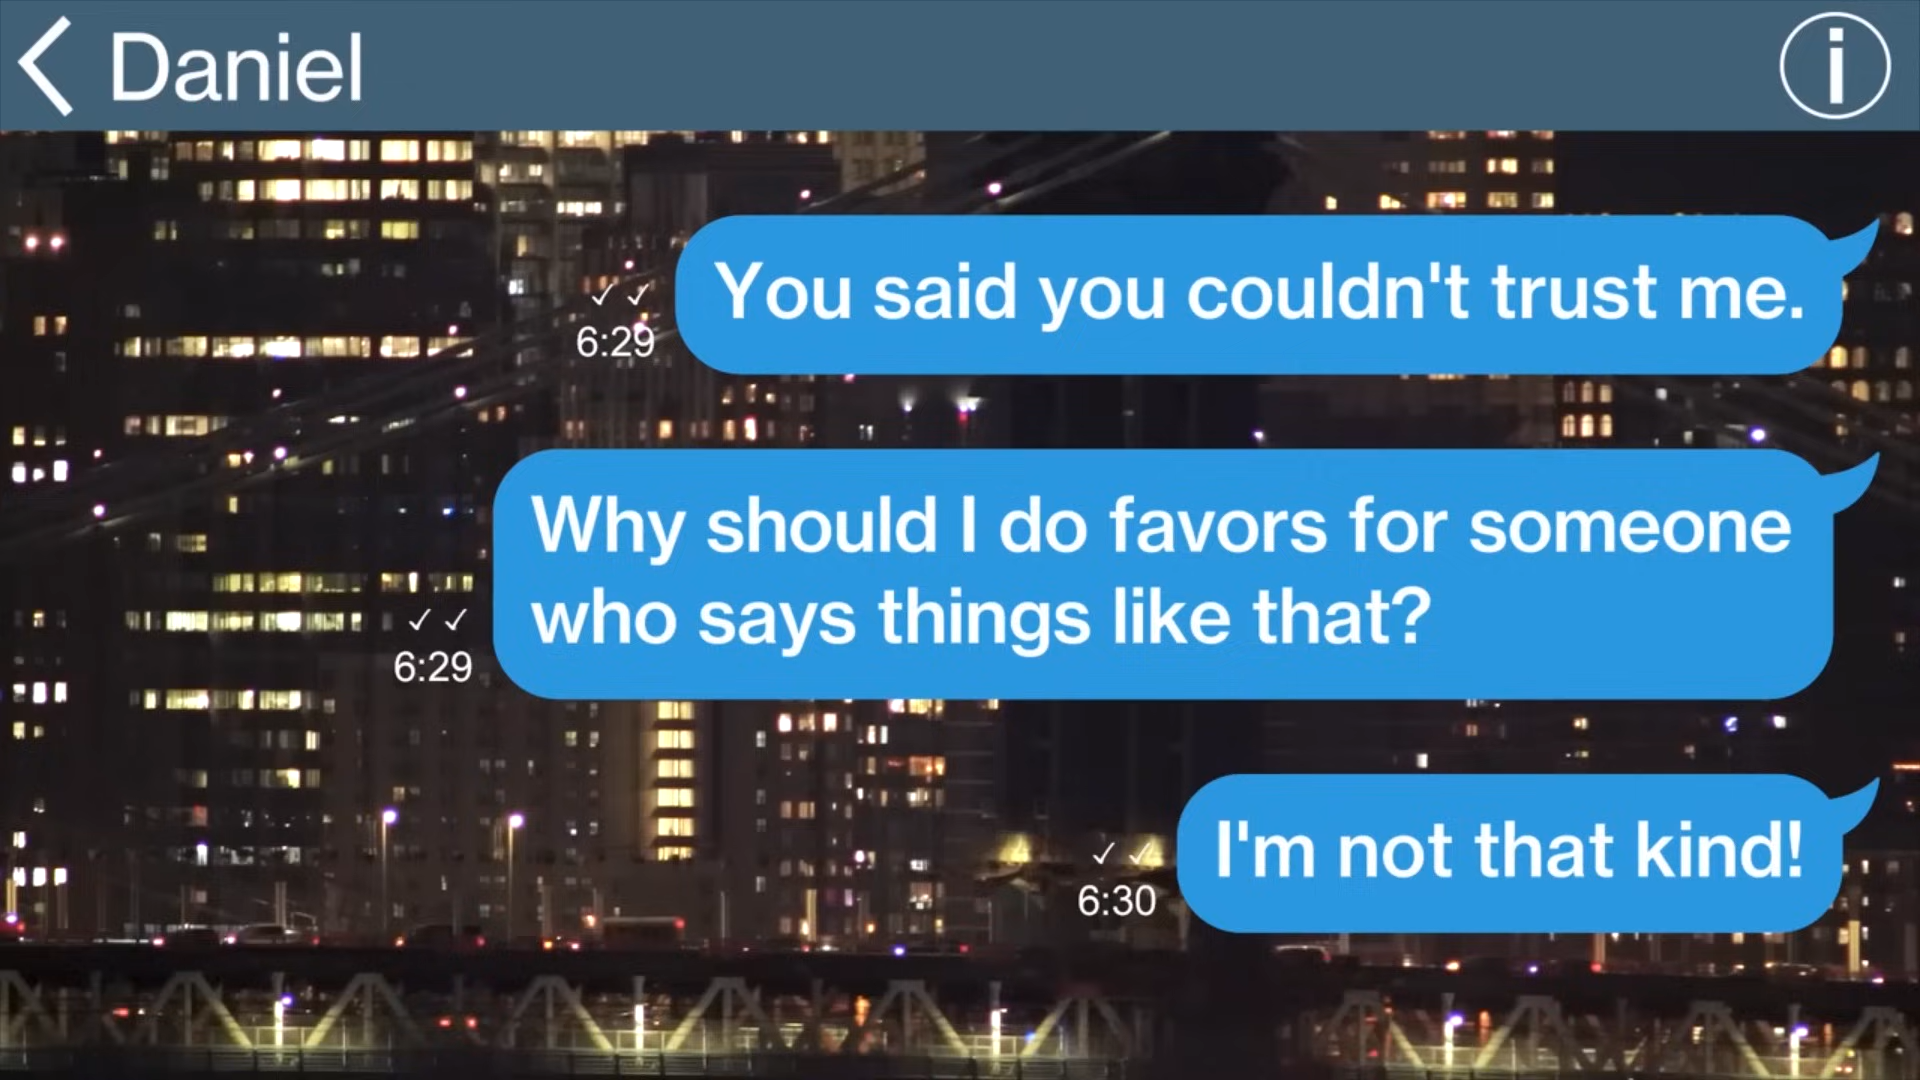 Daniel
You said you couldn't trust me.
✓✓
6:29
Why should I do favors for someone
who says things like that?
✓✓
6:29
I'm not that kind!
✓✓
6:30